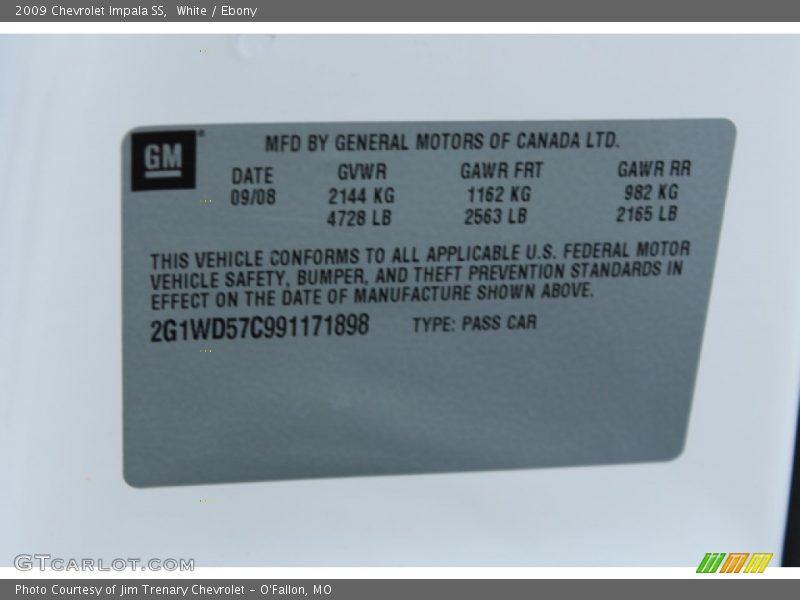 2009 Chevrolet Impala SS,  White / Ebony
GM
MFD BY GENERAL MOTORS OF CANADA LTD.
DATE GVWR GAWR FRT GAWR RR
09/08 2144 KG 1162 KG 982 KG
4728 LB 2563 LB 2165 LB
THIS VEHICLE CONFORMS TO ALL APPLICABLE U.S. FEDERAL MOTOR
VEHICLE SAFETY, BUMPER, AND THEFT PREVENTION STANDARDS IN
EFFECT ON THE DATE OF MANUFACTURE SHOWN ABOVE.
2G1WD57C991171898 TYPE: PASS CAR
GTCARLOT.COM
Photo Courtesy of Jim Trenary Chevrolet - O'Fallon, MO